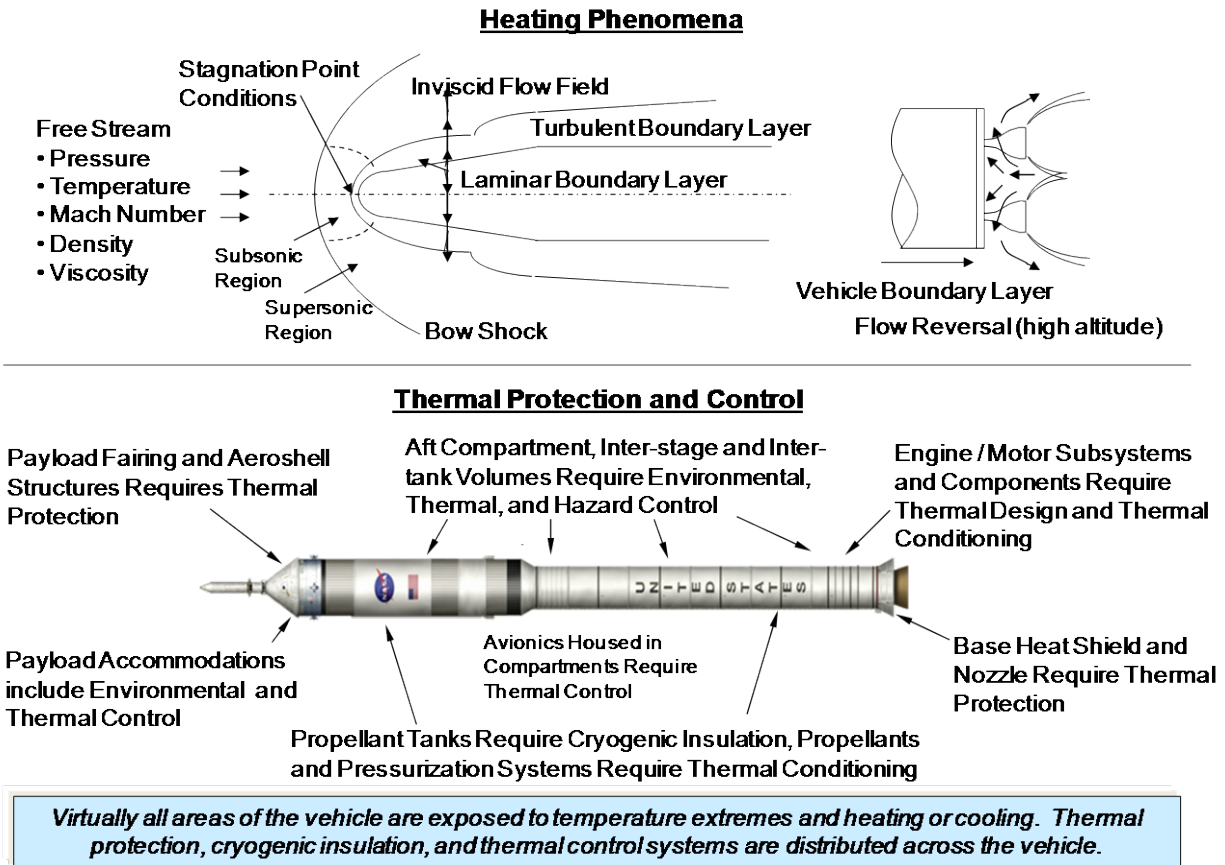 Heating Phenomena
Stagnation Point
Conditions
Inviscid Flow Field
Free Stream
• Pressure
• Temperature
• Mach Number
• Density
• Viscosity
Turbulent Boundary Layer
Laminar Boundary Layer
Subsonic
Region
Supersonic
Region
Bow Shock
Vehicle Boundary Layer
Flow Reversal (high altitude)
Thermal Protection and Control
Payload Fairing and Aeroshell
Structures Requires Thermal
Protection
Aft Compartment, Inter-stage and Inter-
tank Volumes Require Environmental,
Thermal, and Hazard Control
Engine / Motor Subsystems
and Components Require
Thermal Design and Thermal
Conditioning
NASA
UNITED STATES
Payload Accommodations
include Environmental and
Thermal Control
Avionics Housed in
Compartments Require
Thermal Control
Base Heat Shield and
Nozzle Require Thermal
Protection
Propellant Tanks Require Cryogenic Insulation, Propellants
and Pressurization Systems Require Thermal Conditioning
Virtually all areas of the vehicle are exposed to temperature extremes and heating or cooling. Thermal
protection, cryogenic insulation, and thermal control systems are distributed across the vehicle.